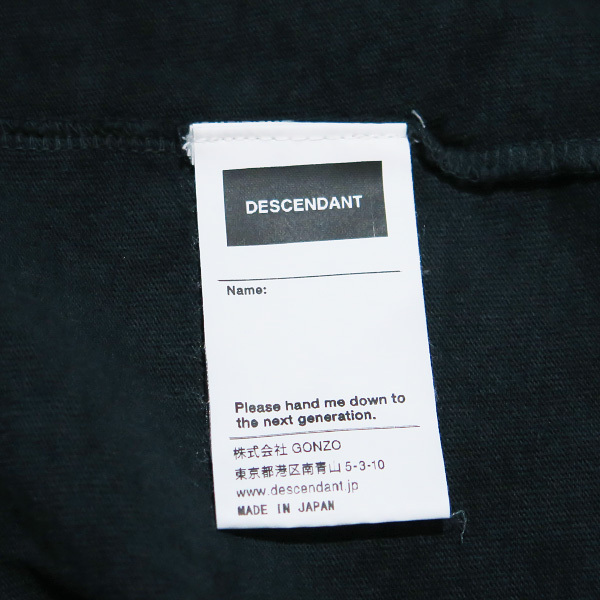 DESCENDANT
Name:
Please hand me down to
the next generation.
株式会社 GONZO
東京都港区南青山 5-3-10
www.descendant.jp
MADE IN JAPAN